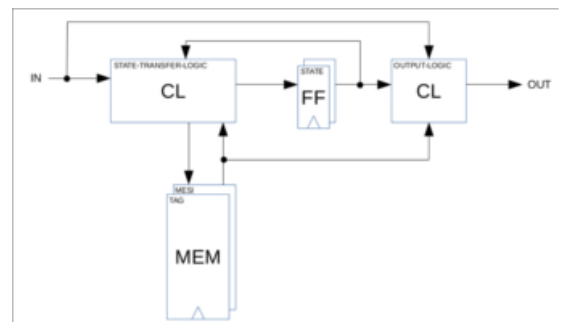 IN
STATE-TRANSFER-LOGIC
CL
STATE
FF
OUTPUT-LOGIC
CL
OUT
MESI
TAG
MEM